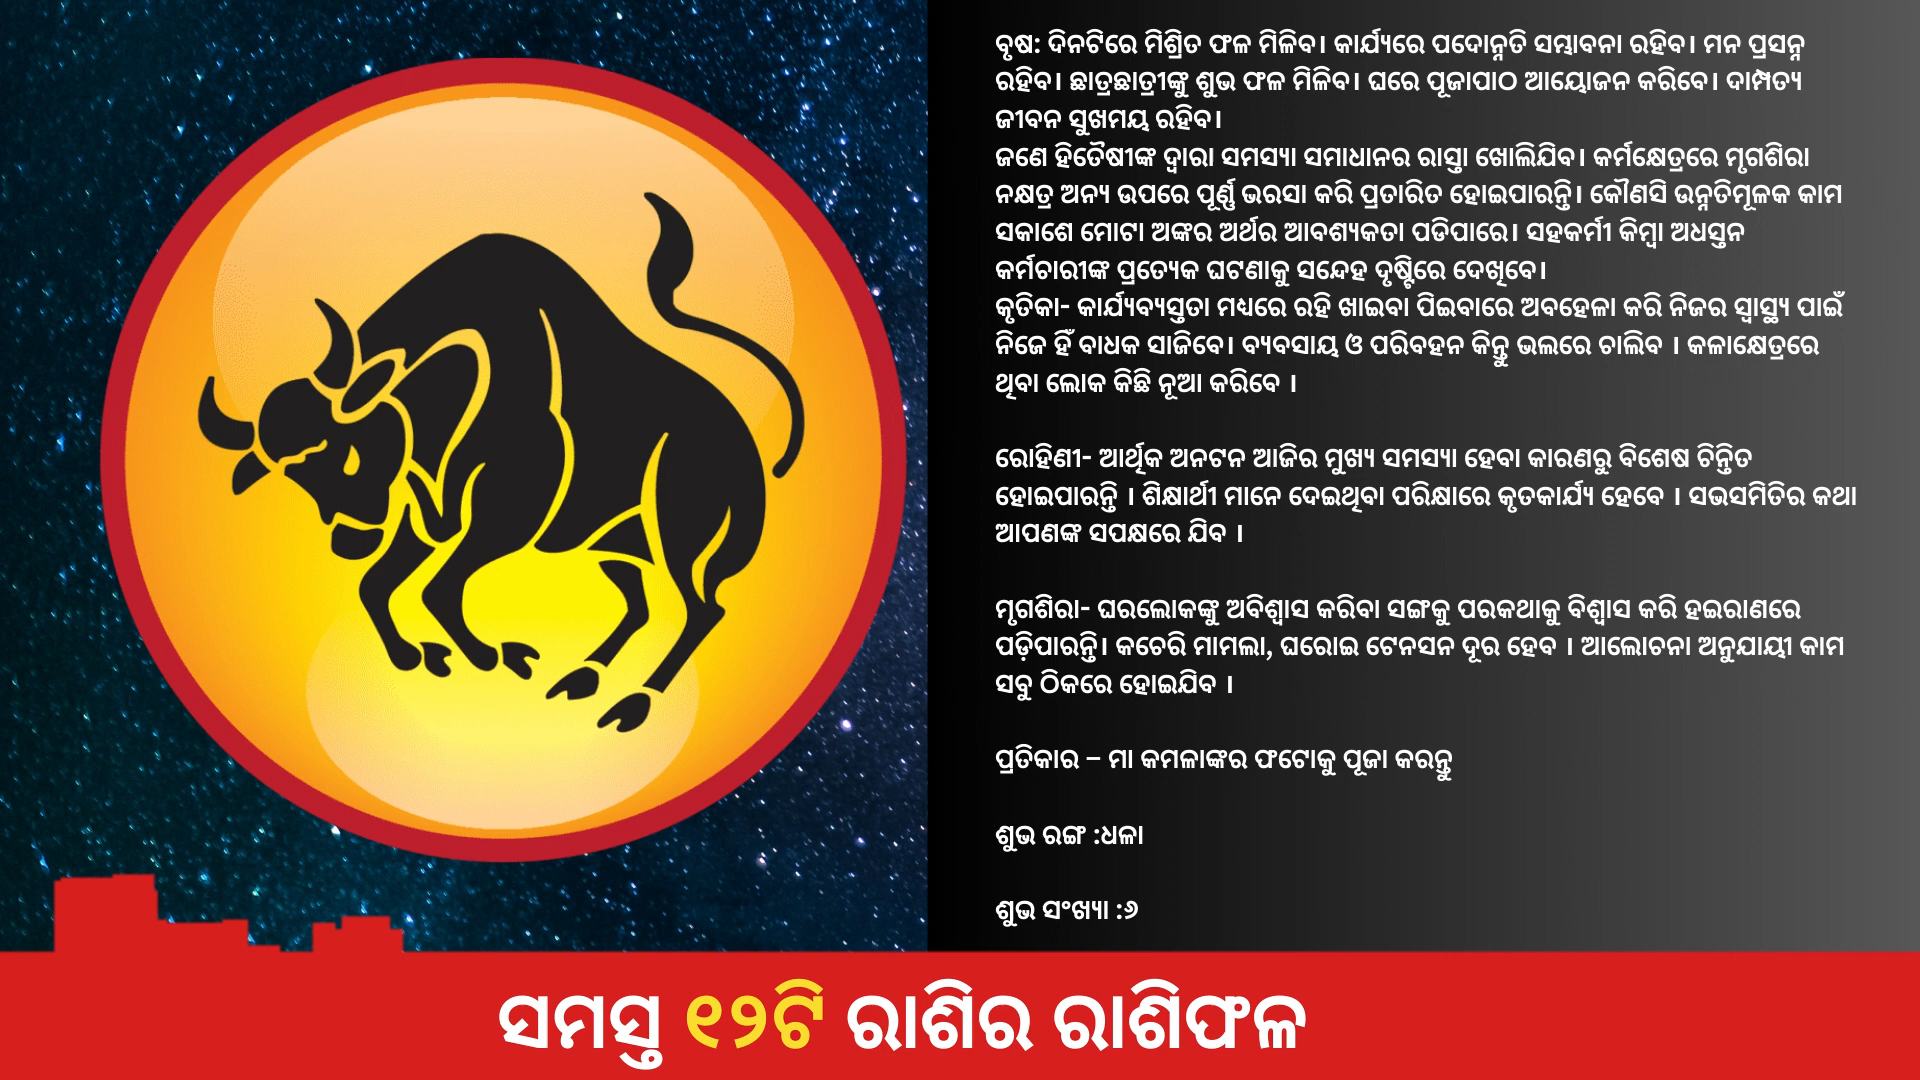 ବୃଷ: ଦିନଟିରେ ମିଶ୍ରିତ ଫଳ ମିଳିବ। କାର୍ଯ୍ୟରେ ପଦୋନ୍ନତି ସମ୍ଭାବନା ରହିବ। ମନ ପ୍ରସନ୍ନ
ରହିବ। ଛାତ୍ରଛାତ୍ରୀଙ୍କୁ ଶୁଭ ଫଳ ମିଳିବ। ଘରେ ପୂଜାପାଠ ଆୟୋଜନ କରିବେ। ଦାମ୍ପତ୍ୟ
ଜୀବନ ସୁଖମୟ ରହିବ।
ଜଣେ ହିତୈଷୀଙ୍କ ଦ୍ୱାରା ସମସ୍ୟା ସମାଧାନର ରାସ୍ତା ଖୋଲିଯିବ। କର୍ମକ୍ଷେତ୍ରରେ ମୃଗଶିରା
ନକ୍ଷତ୍ର ଅନ୍ୟ ଉପରେ ପୂର୍ଣ୍ଣ ଭରସା କରି ପ୍ରତାରିତ ହୋଇପାରନ୍ତି। କୌଣସି ଉନ୍ନତିମୂଳକ କାମ
ସକାଶେ ମୋଟା ଅଙ୍କର ଅର୍ଥର ଆବଶ୍ୟକତା ପଡିପାରେ। ସହକର୍ମୀ କିମ୍ବା ଅଧସ୍ତନ
କର୍ମଚାରୀଙ୍କ ପ୍ରତ୍ୟେକ ଘଟଣାକୁ ସନ୍ଦେହ ଦୃଷ୍ଟିରେ ଦେଖିବେ।
କୃତିକା- କାର୍ଯ୍ୟବ୍ୟସ୍ତତା ମଧ୍ୟରେ ରହି ଖାଇବା ପିଇବାରେ ଅବହେଳା କରି ନିଜର ସ୍ୱାସ୍ଥ୍ୟ ପାଇଁ
ନିଜେ ହିଁ ବାଧକ ସାଜିବେ। ବ୍ୟବସାୟ ଓ ପରିବହନ କିନ୍ତୁ ଭଲରେ ଚାଲିବ । କଳାକ୍ଷେତ୍ରରେ
ଥିବା ଲୋକ କିଛି ନୂଆ କରିବେ ।
ରୋହିଣୀ- ଆର୍ଥିକ ଅନଟନ ଆଜିର ମୁଖ୍ୟ ସମସ୍ୟା ହେବା କାରଣରୁ ବିଶେଷ ଚିନ୍ତିତ
ହୋଇପାରନ୍ତି । ଶିକ୍ଷାର୍ଥୀ ମାନେ ଦେଇଥିବା ପରିକ୍ଷାରେ କୃତକାର୍ଯ୍ୟ ହେବେ । ସଭସମିତିର କଥା
ଆପଣଙ୍କ ସପକ୍ଷରେ ଯିବ ।
ମୃଗଶିରା- ଘରଲୋକଙ୍କୁ ଅବିଶ୍ୱାସ କରିବା ସଙ୍ଗକୁ ପରକଥାକୁ ବିଶ୍ୱାସ କରି ହଇରାଣରେ
ପଡ଼ିପାରନ୍ତି। କଚେରି ମାମଲା, ଘରୋଇ ଟେନସନ ଦୂର ହେବ । ଆଲୋଚନା ଅନୁଯାୟୀ କାମ
ସବୁ ଠିକରେ ହୋଇଯିବ ।
ପ୍ରତିକାର – ମା କମଳାଙ୍କର ଫଟୋକୁ ପୂଜା କରନ୍ତୁ
ଶୁଭ ରଙ୍ଗ :ଧଳା
ଶୁଭ ସଂଖ୍ୟା :୬
ସମସ୍ତ ୧୨ଟି ରାଶିର ରାଶିଫଳ